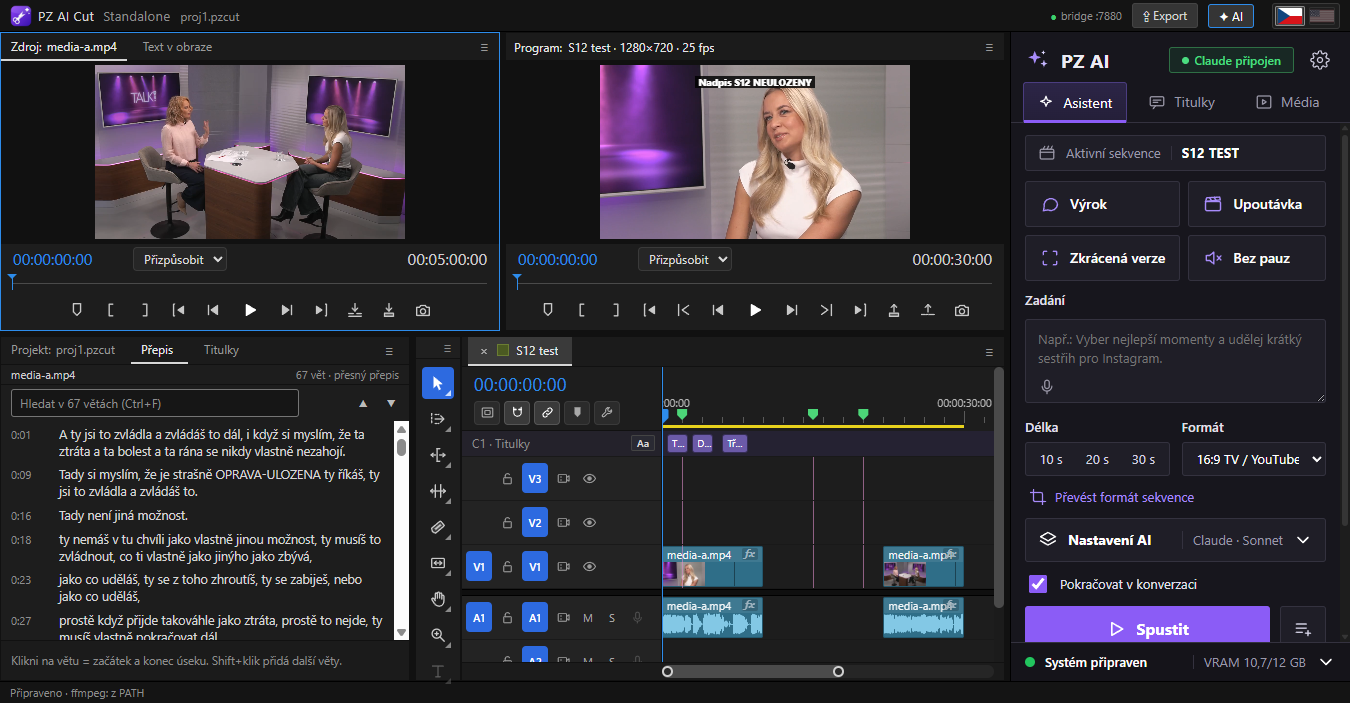 PZ AI Cut Standalone proj1.pzcut
bridge :7880
Export
AI
Zdroj: media-a.mp4
Text v obraze
TALK!
00:00:00:00
Přizpůsobit
00:05:00:00
Program: S12 test · 1280×720 · 25 fps
Nadpis S12 NEULOZENY
00:00:00:00
Přizpůsobit
00:00:30:00
Projekt: proj1.pzcut
Přepis
Titulky
media-a.mp4
67 vět · přesný přepis
Hledat v 67 větách (Ctrl+F)
0:01
A ty jsi to zvládla a zvládáš to dál, i když si myslím, že ta
ztráta a ta bolest a ta rána se nikdy vlastně nezahojí.
0:09
Tady si myslím, že je strašně OPRAVA-ULOZENA ty říkáš, ty
jsi to zvládla a zvládáš to.
0:16
Tady není jiná možnost.
0:18
ty nemáš v tu chvíli jako vlastně jinou možnost, ty musíš to
zvládnout, co ti vlastně jako jinýho jako zbývá,
0:23
jako co uděláš, ty se z toho zhroutíš, ty se zabiješ, nebo
jako co uděláš,
0:27
prostě když přijde takováhle jako ztráta, prostě to nejde, ty
musíš vlastně pokračovat dál
Klikni na větu = začátek a konec úseku. Shift+klik přidá další věty.
Připraveno · ffmpeg: z PATH
S12 test
00:00:00:00
:00:00
00:00:30:00
C1 · Titulky
Aa
T...
D...
Tř...
V3
V2
V1
V1
media-a.mp4 fx
media-a.mp4 fx
A1
A1
M
S
media-a.mp4 fx
media-a.mp4 fx
A2
M
S
PZ AI
Claude připojen
Asistent
Titulky
Média
Aktivní sekvence
S12 TEST
Výrok
Upoutávka
Zkrácená verze
Bez pauz
Zadání
Např.: Vyber nejlepší momenty a udělej krátký
sestřih pro Instagram.
Délka
Formát
10 s
20 s
30 s
16:9 TV / YouTube
Převést formát sekvence
Nastavení AI
Claude · Sonnet
Pokračovat v konverzaci
Spustit
Systém připraven
VRAM 10,7/12 GB